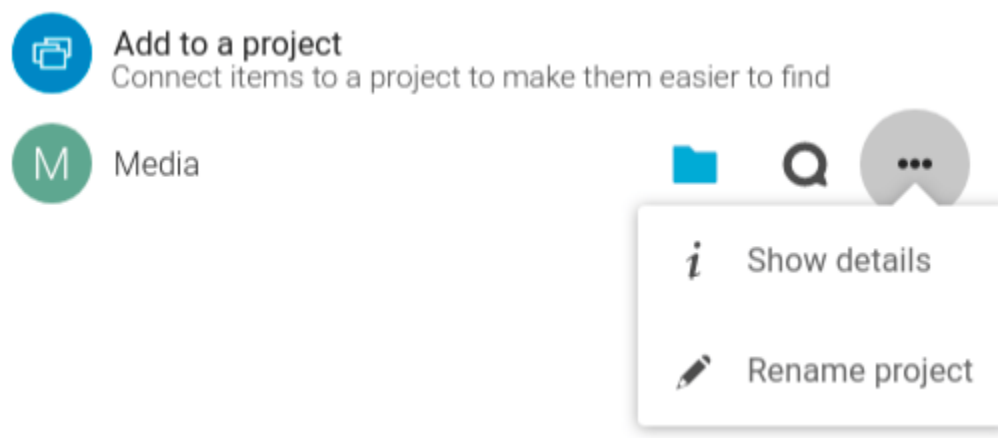 Add to a project
Connect items to a project to make them easier to find
M Media
Show details
Rename project